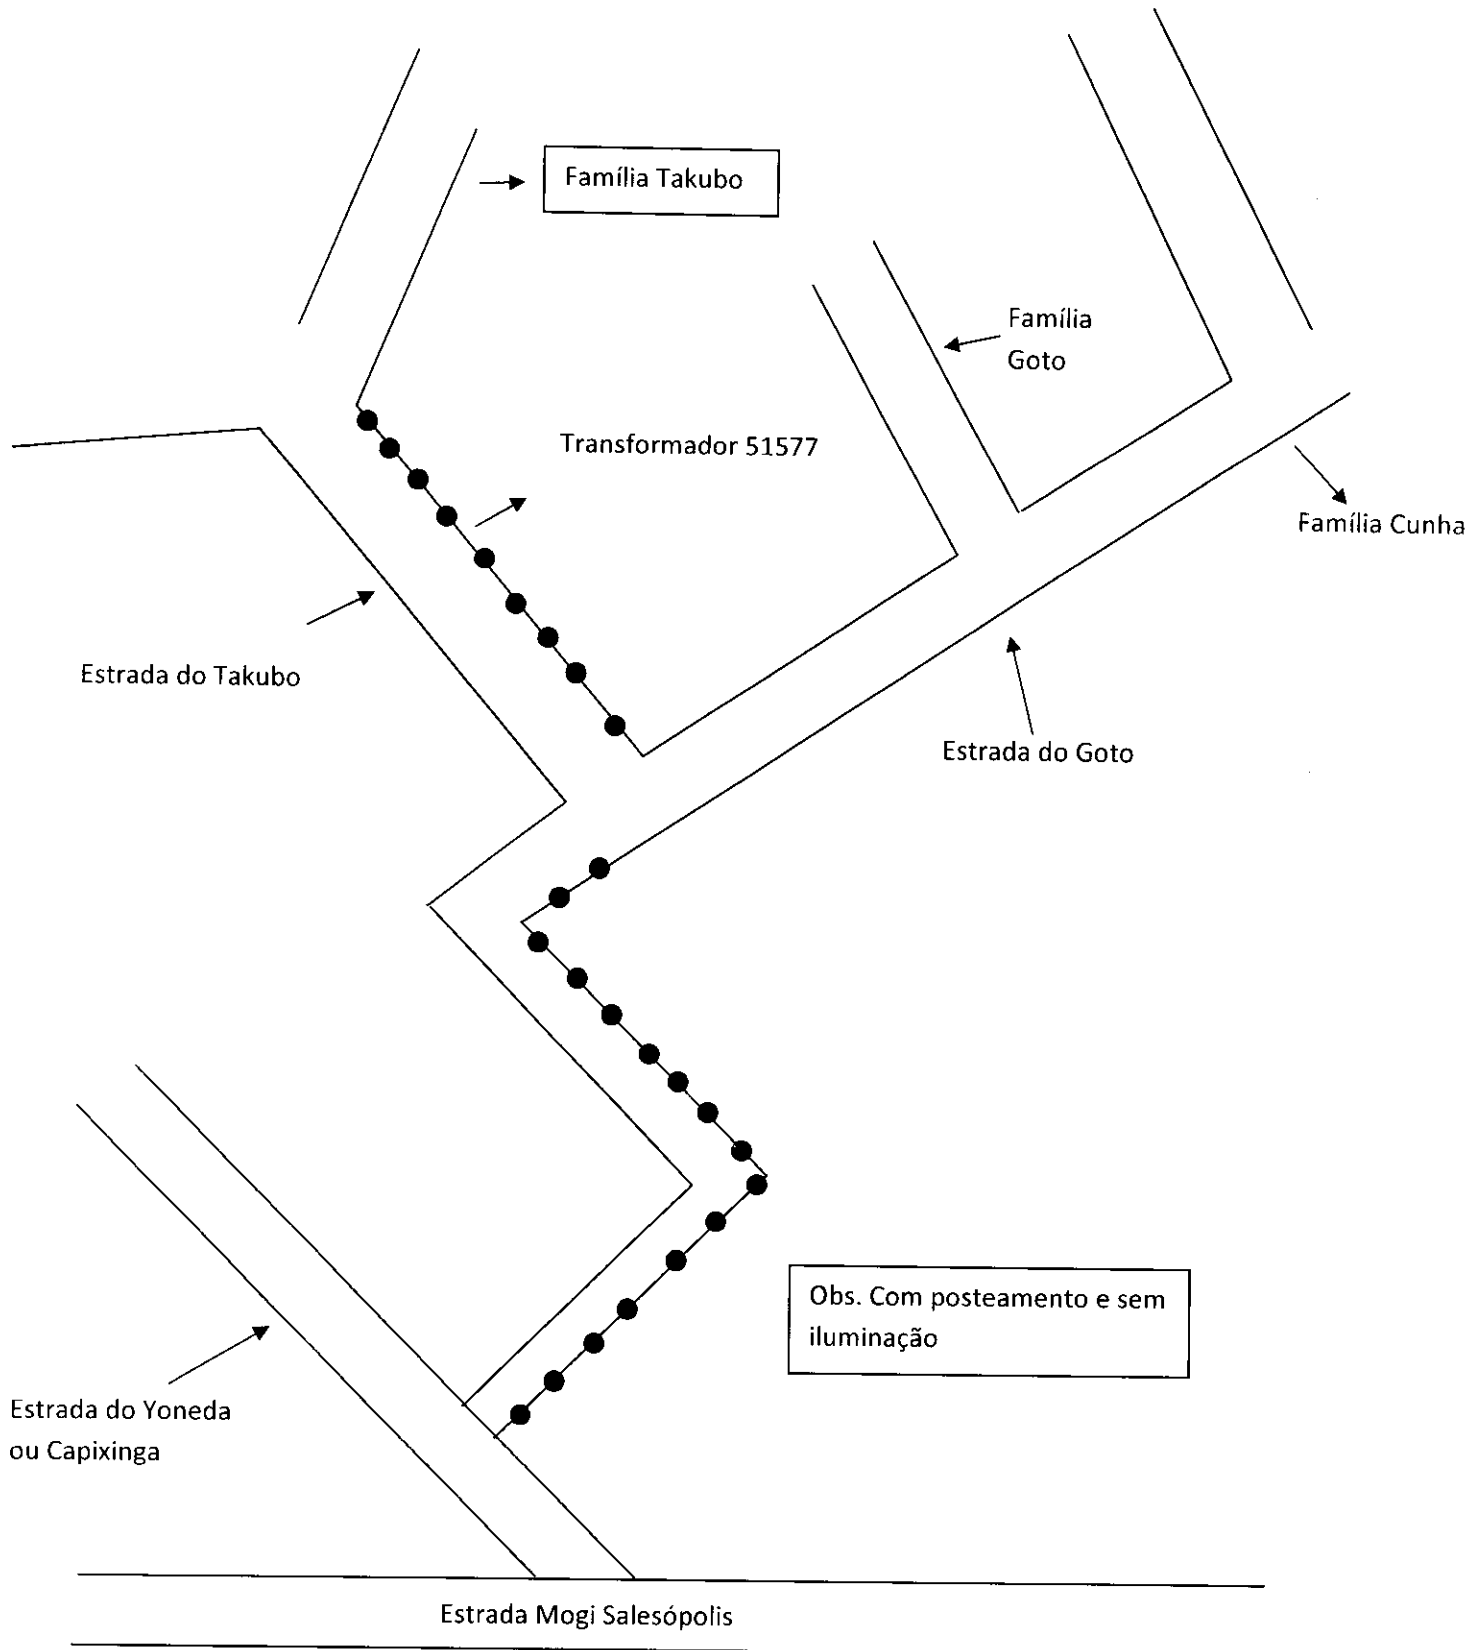 Família Takubo
Família
Goto
Transformador 51577
Família Cunha
Estrada do Takubo
Estrada do Goto
Obs. Com posteamento e sem
iluminação
Estrada do Yoneda
ou Capixinga
Estrada Mogi Salesópolis